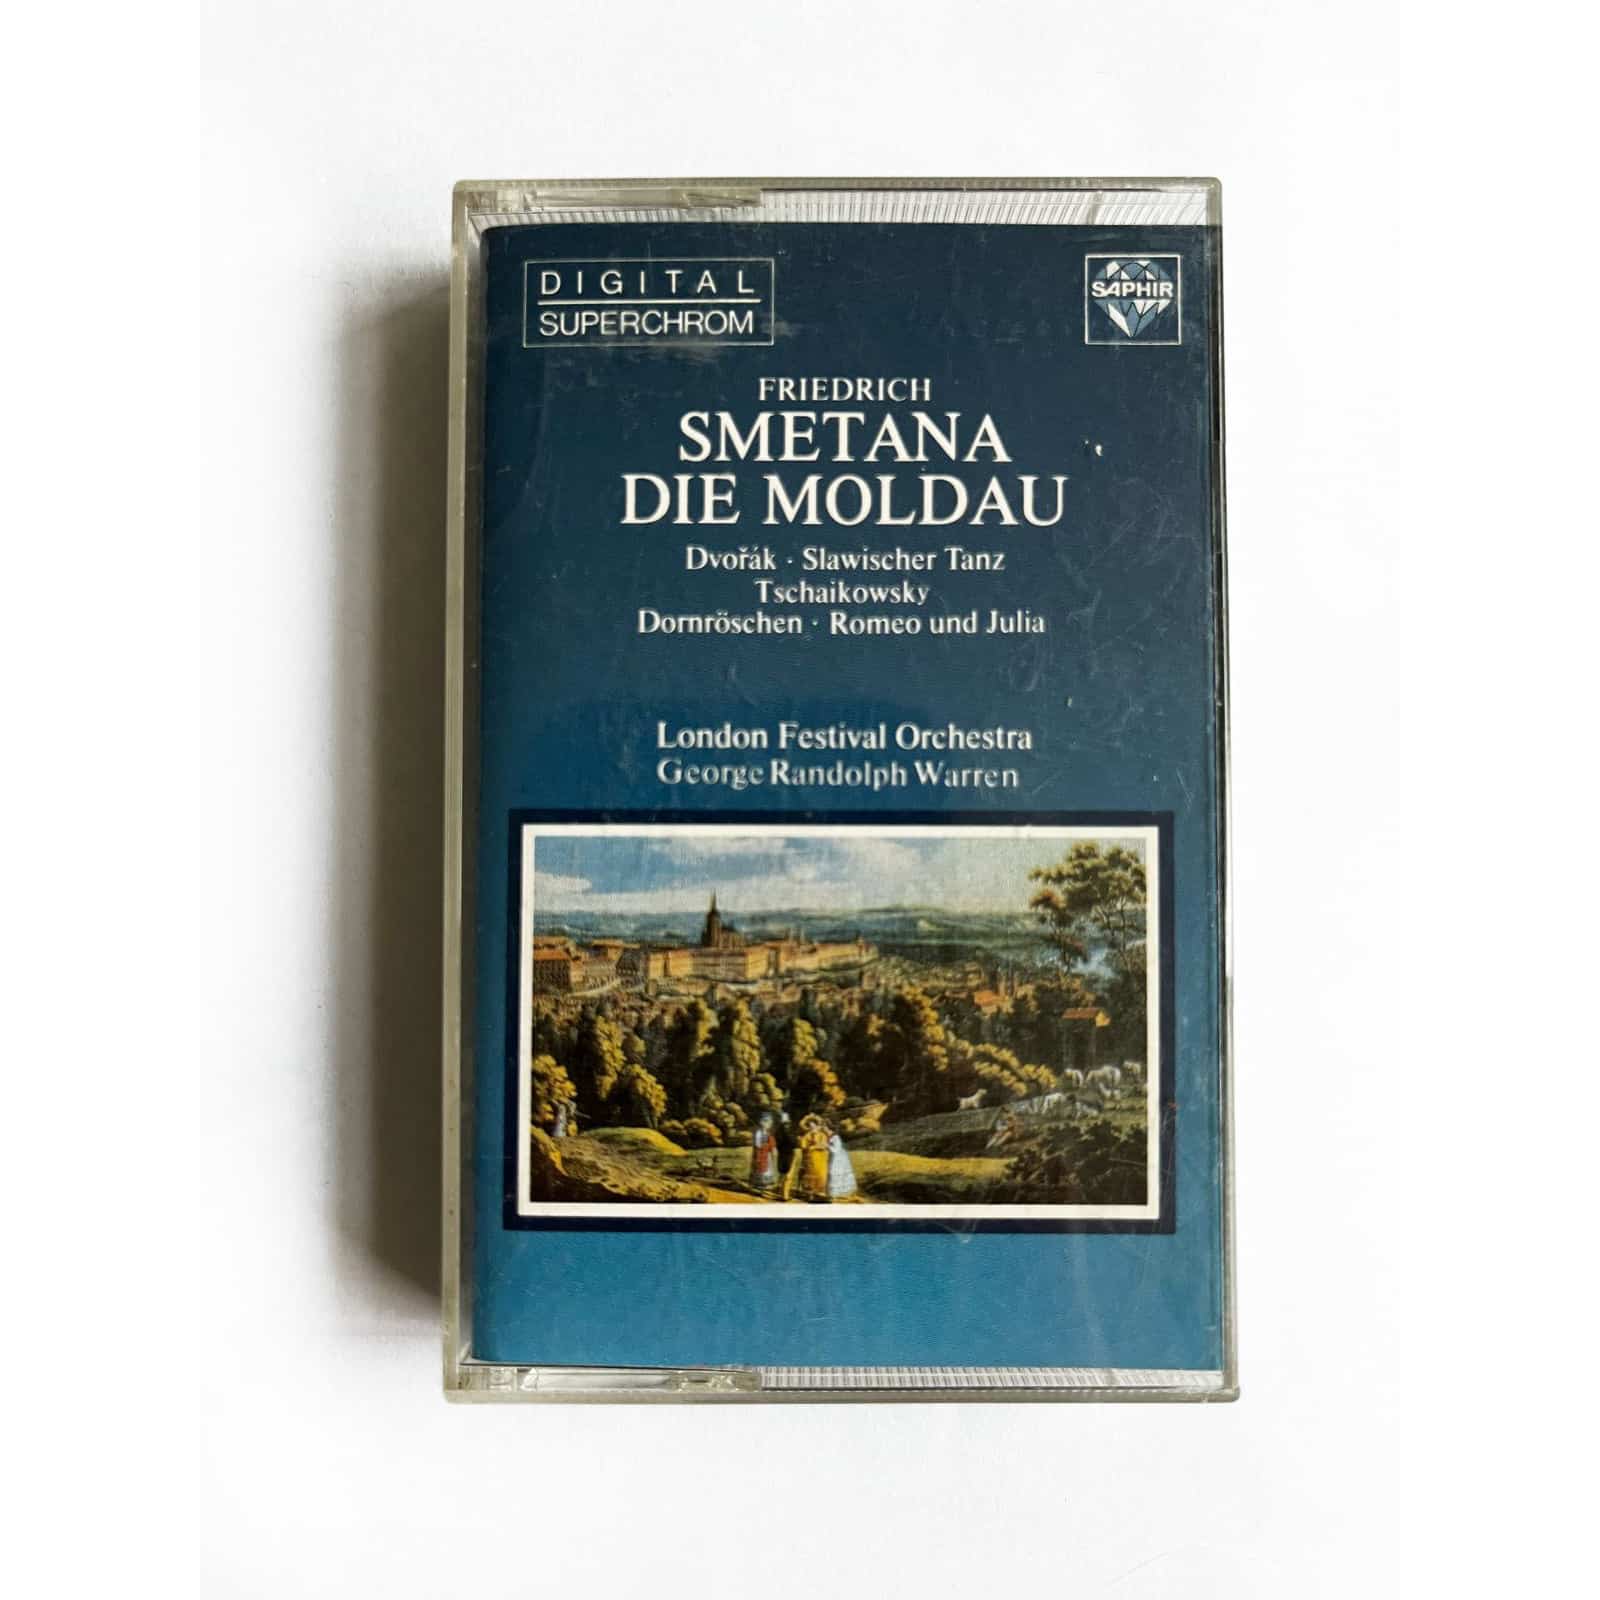 DIGITAL
SUPERCHROM
SAPHIR
FRIEDRICH
SMETANA
DIE MOLDAU
Dvořák · Slawischer Tanz
Tschaikowsky
Dornröschen · Romeo und Julia
London Festival Orchestra
George Randolph Warren